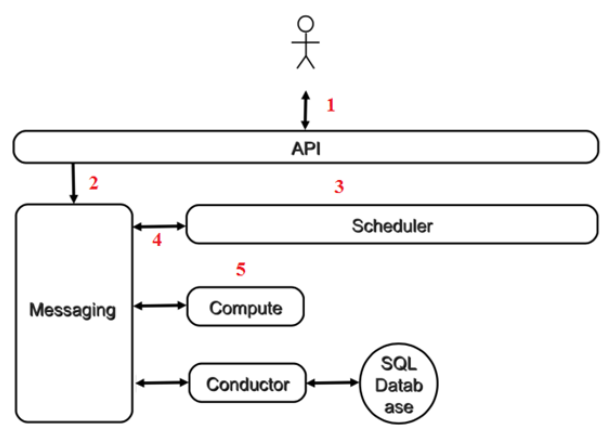 1
API
2
3
Scheduler
4
5
Messaging
Compute
Conductor
SQL
Datab
ase